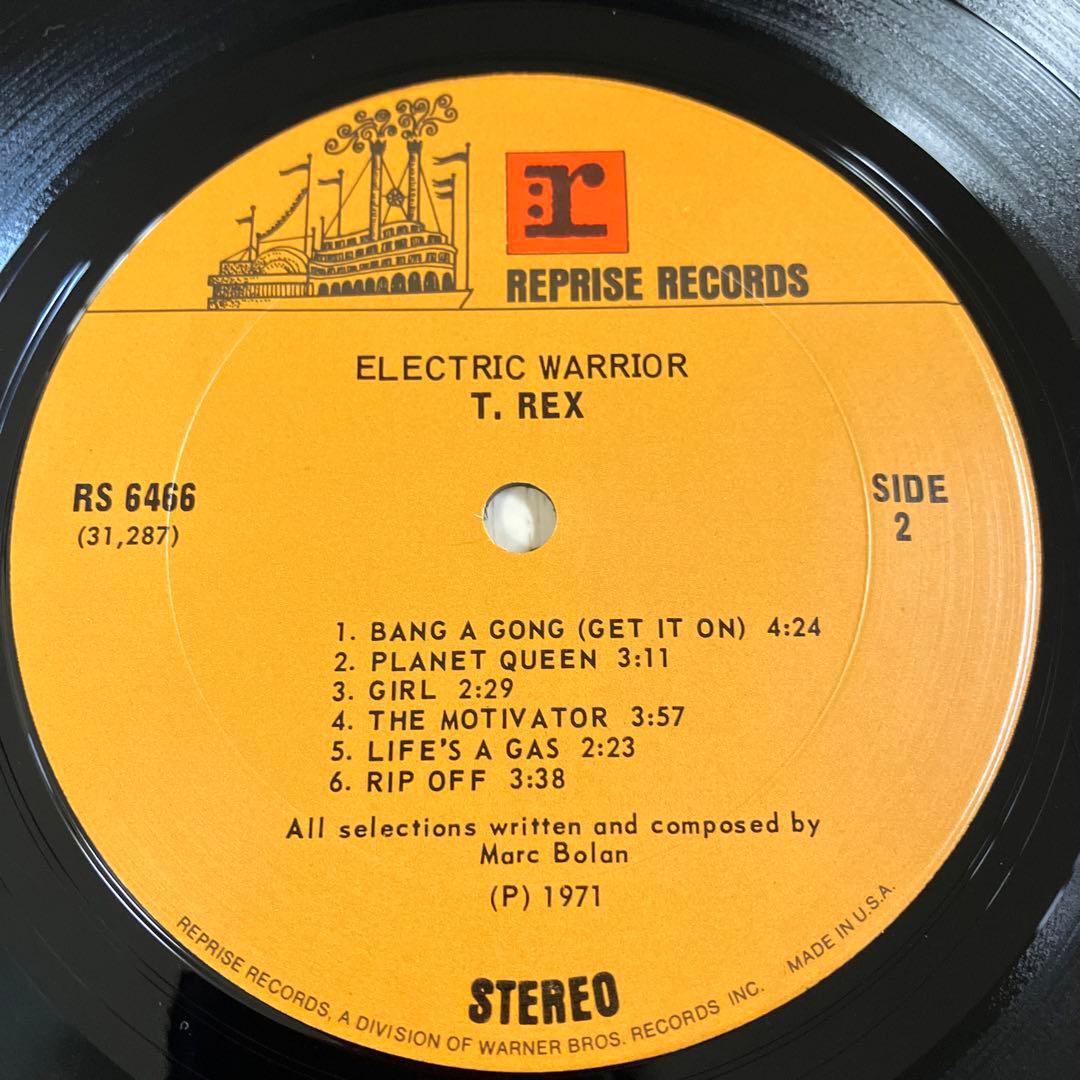 :r
REPRISE RECORDS
ELECTRIC WARRIOR
T. REX
RS 6466
(31,287)
SIDE
2
1. BANG A GONG (GET IT ON) 4:24
2. PLANET QUEEN 3:11
3. GIRL 2:29
4. THE MOTIVATOR 3:57
5. LIFE'S A GAS 2:23
6. RIP OFF 3:38
All selections written and composed by
Marc Bolan
(P) 1971
STEREO
REPRISE RECORDS, A DIVISION OF WARNER BROS. RECORDS INC. MADE IN U.S.A.